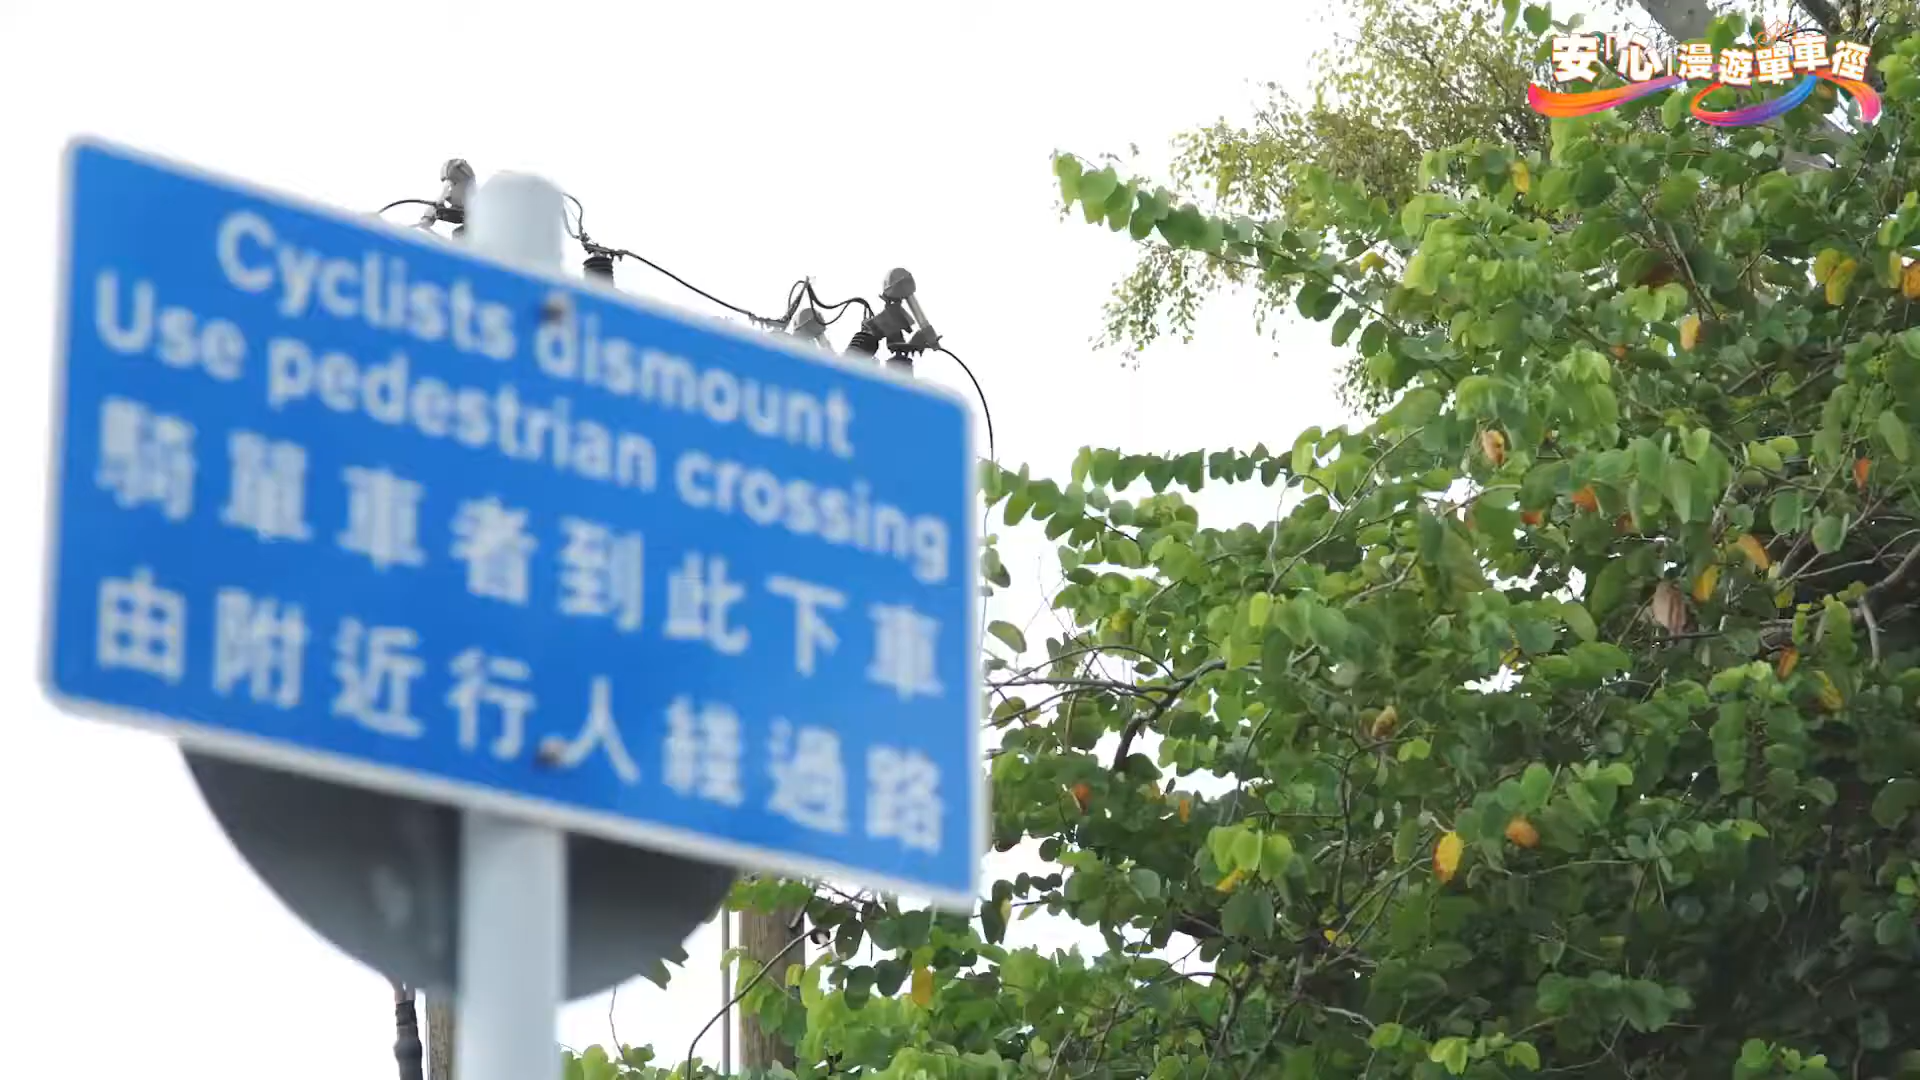 安「心」漫遊單車徑
Cyclists dismount
Use pedestrian crossing
騎單車者到此下車
由附近行人綫過路